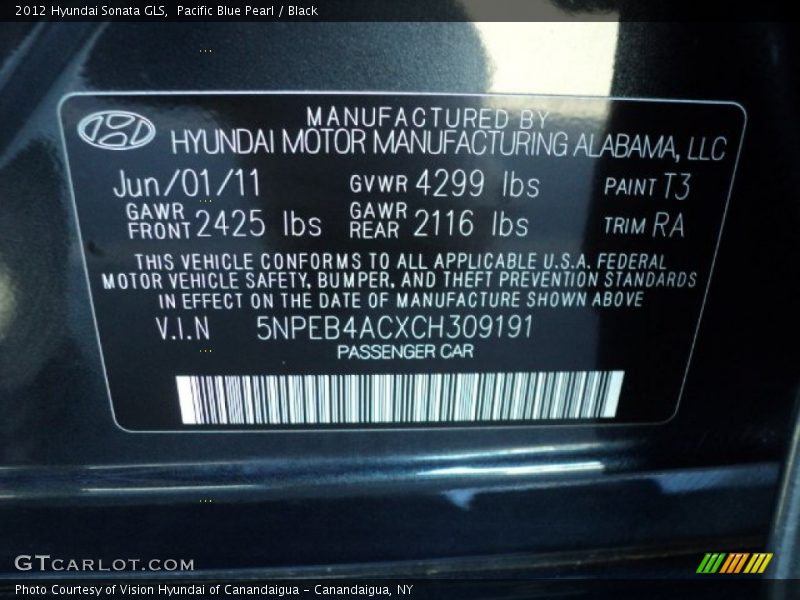 2012 Hyundai Sonata GLS,  Pacific Blue Pearl / Black
MANUFACTURED BY
HYUNDAI MOTOR MANUFACTURING ALABAMA, LLC
Jun/01/11 GVWR 4299 lbs PAINT T3
GAWR FRONT 2425 lbs GAWR REAR 2116 lbs TRIM RA
THIS VEHICLE CONFORMS TO ALL APPLICABLE U.S.A. FEDERAL
MOTOR VEHICLE SAFETY, BUMPER, AND THEFT PREVENTION STANDARDS
IN EFFECT ON THE DATE OF MANUFACTURE SHOWN ABOVE
V.I.N 5NPEB4ACXCH309191
PASSENGER CAR
GTCARLOT.COM
Photo Courtesy of Vision Hyundai of Canandaigua - Canandaigua, NY